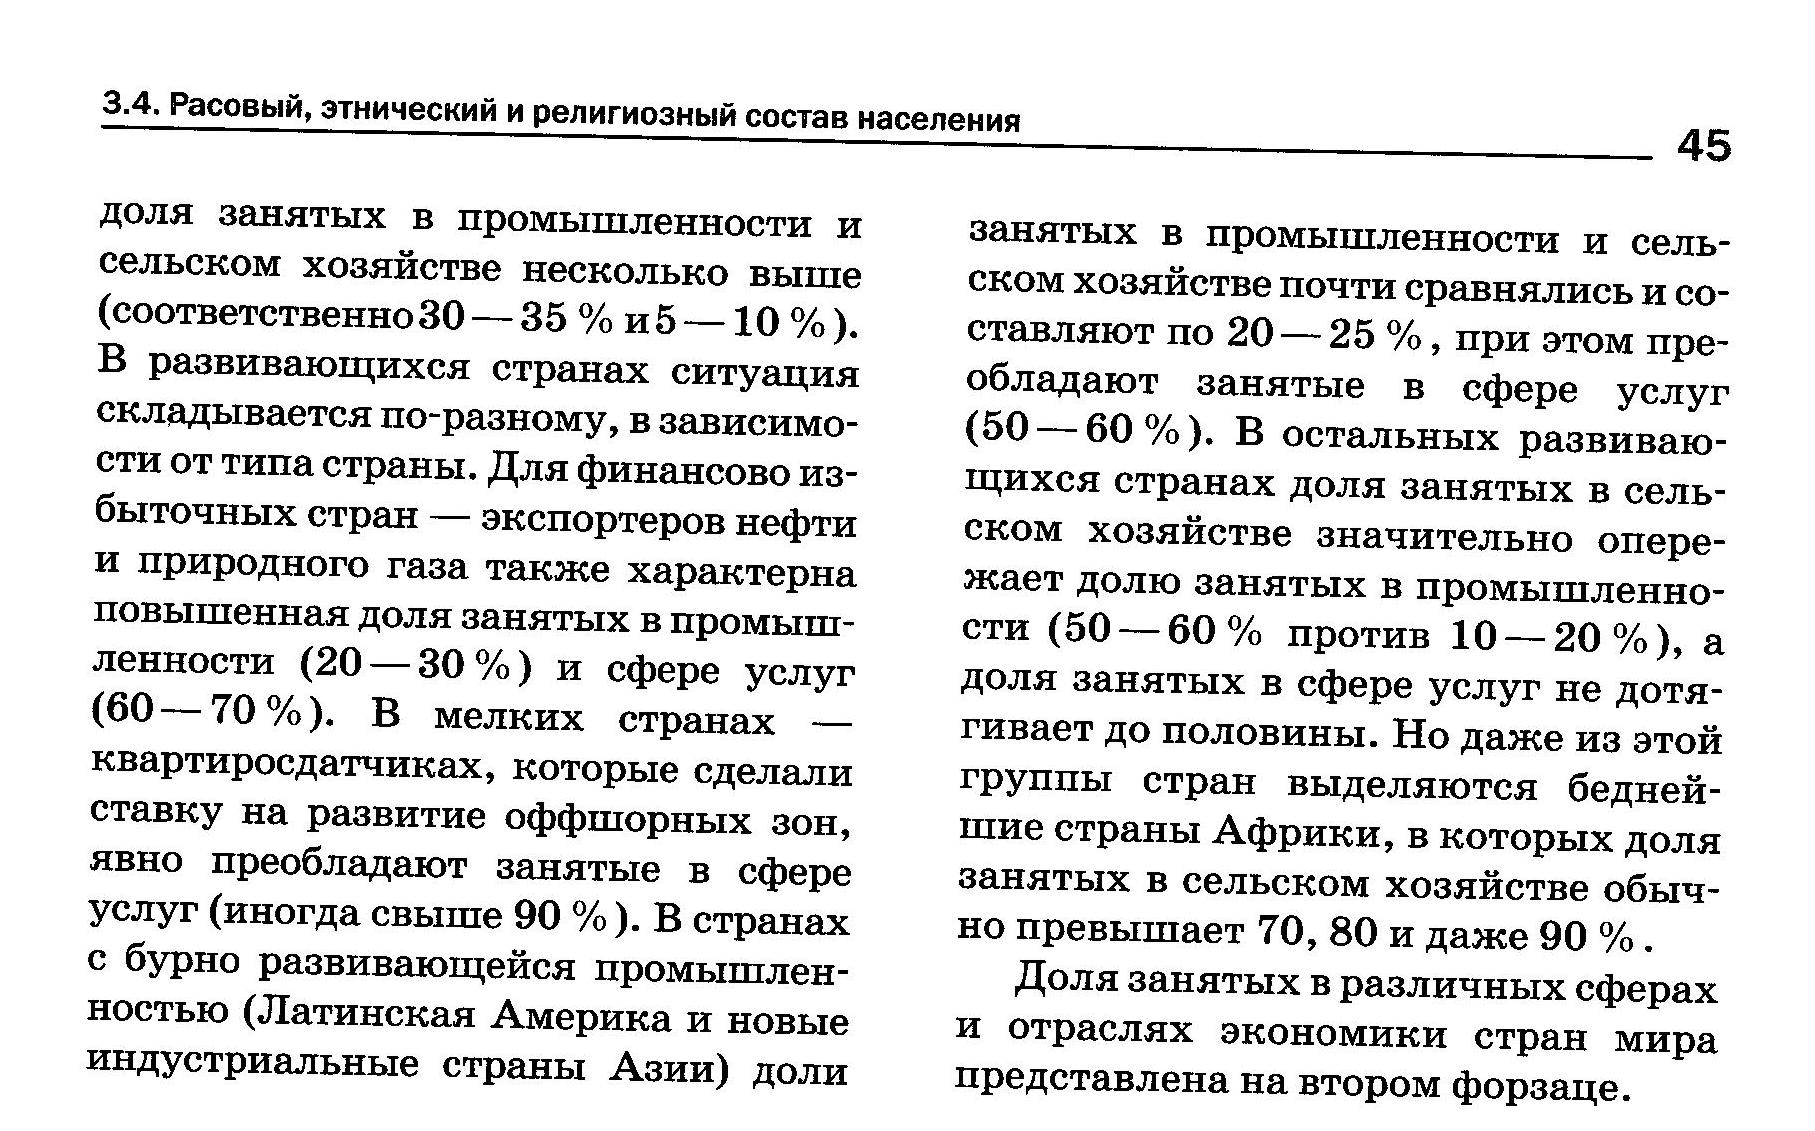 3.4. Расовый, этнический и религиозный состав населения
45
доля занятых в промышленности и
сельском хозяйстве несколько выше
(соответственно 30 — 35 % и 5 — 10 %).
В развивающихся странах ситуация
складывается по-разному, в зависимо-
сти от типа страны. Для финансово из-
быточных стран — экспортеров нефти
и природного газа также характерна
повышенная доля занятых в промыш-
ленности (20 — 30 %) и сфере услуг
(60 — 70 %). В мелких странах —
квартиросдатчиках, которые сделали
ставку на развитие оффшорных зон,
явно преобладают занятые в сфере
услуг (иногда свыше 90 %). В странах
с бурно развивающейся промышлен-
ностью (Латинская Америка и новые
индустриальные страны Азии) доли
занятых в промышленности и сель-
ском хозяйстве почти сравнялись и со-
ставляют по 20 — 25 %, при этом пре-
обладают занятые в сфере услуг
(50 — 60 %). В остальных развиваю-
щихся странах доля занятых в сель-
ском хозяйстве значительно опере-
жает долю занятых в промышленно-
сти (50 — 60 % против 10 — 20 %), а
доля занятых в сфере услуг не дотя-
гивает до половины. Но даже из этой
группы стран выделяются бедней-
шие страны Африки, в которых доля
занятых в сельском хозяйстве обыч-
но превышает 70, 80 и даже 90 %.
Доля занятых в различных сферах
и отраслях экономики стран мира
представлена на втором форзаце.